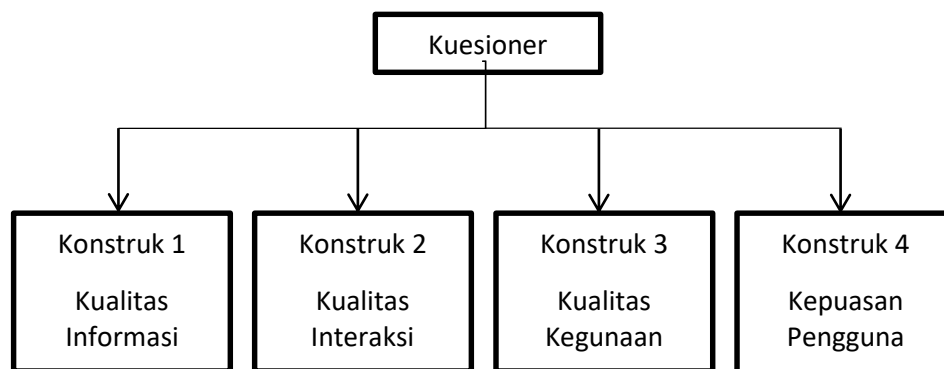 Kuesioner
Konstruk 1
Kualitas
Informasi
Konstruk 2
Kualitas
Interaksi
Konstruk 3
Kualitas
Kegunaan
Konstruk 4
Kepuasan
Pengguna